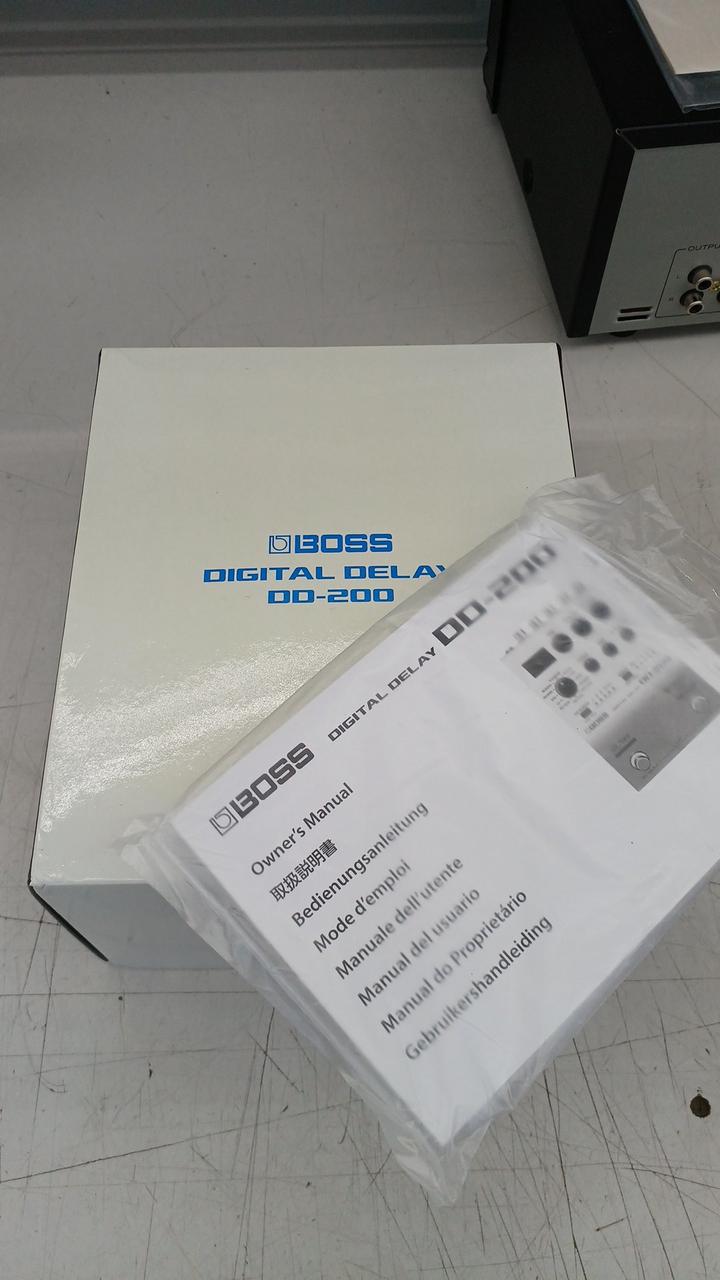 OUTPU
L
R
BOSS
DIGITAL DELAY
DD-200
BOSS DIGITAL DELAY DD-200
Owner's Manual
取扱説明書
Bedienungsanleitung
Mode d'emploi
Manuale dell'utente
Manual del usuario
Manual do Proprietário
Gebruikershandleiding